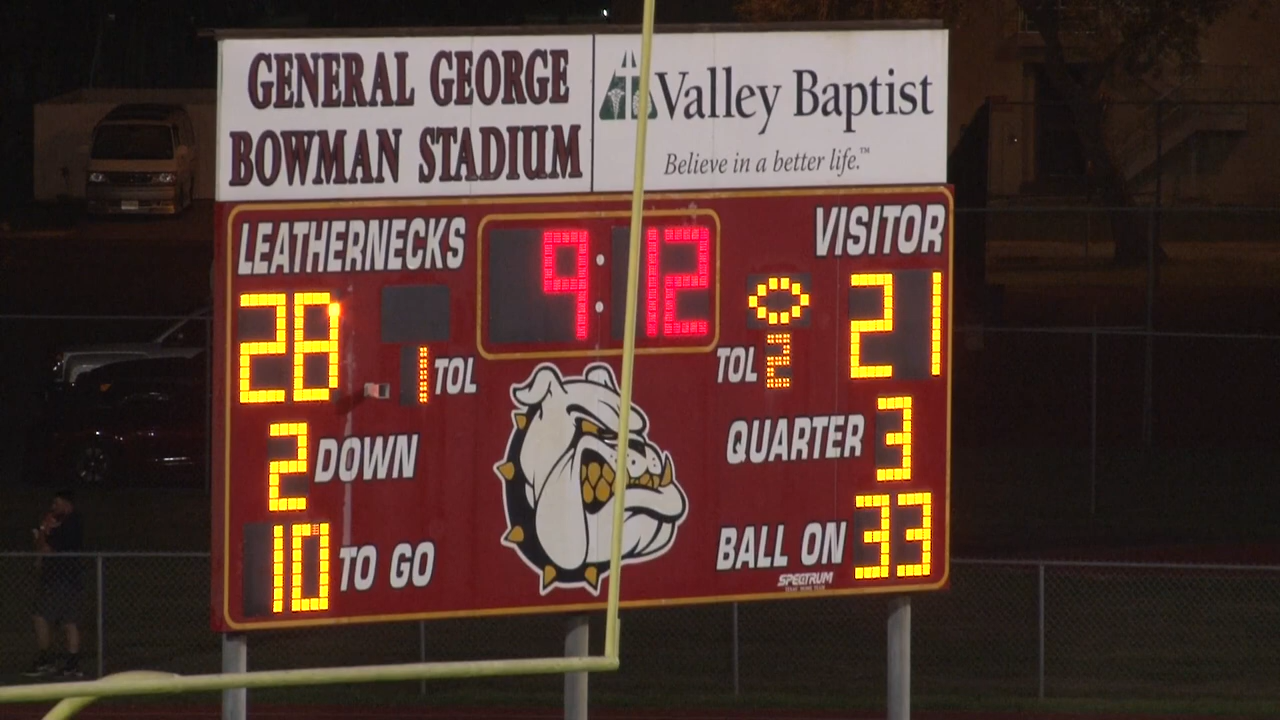 GENERAL GEORGE
BOWMAN STADIUM
Valley Baptist
Believe in a better life.™
LEATHERNECKS
9:12
VISITOR
28
21
1 TOL
TOL 2
2 DOWN
QUARTER 3
10 TO GO
BALL ON 33
SPECTRUM